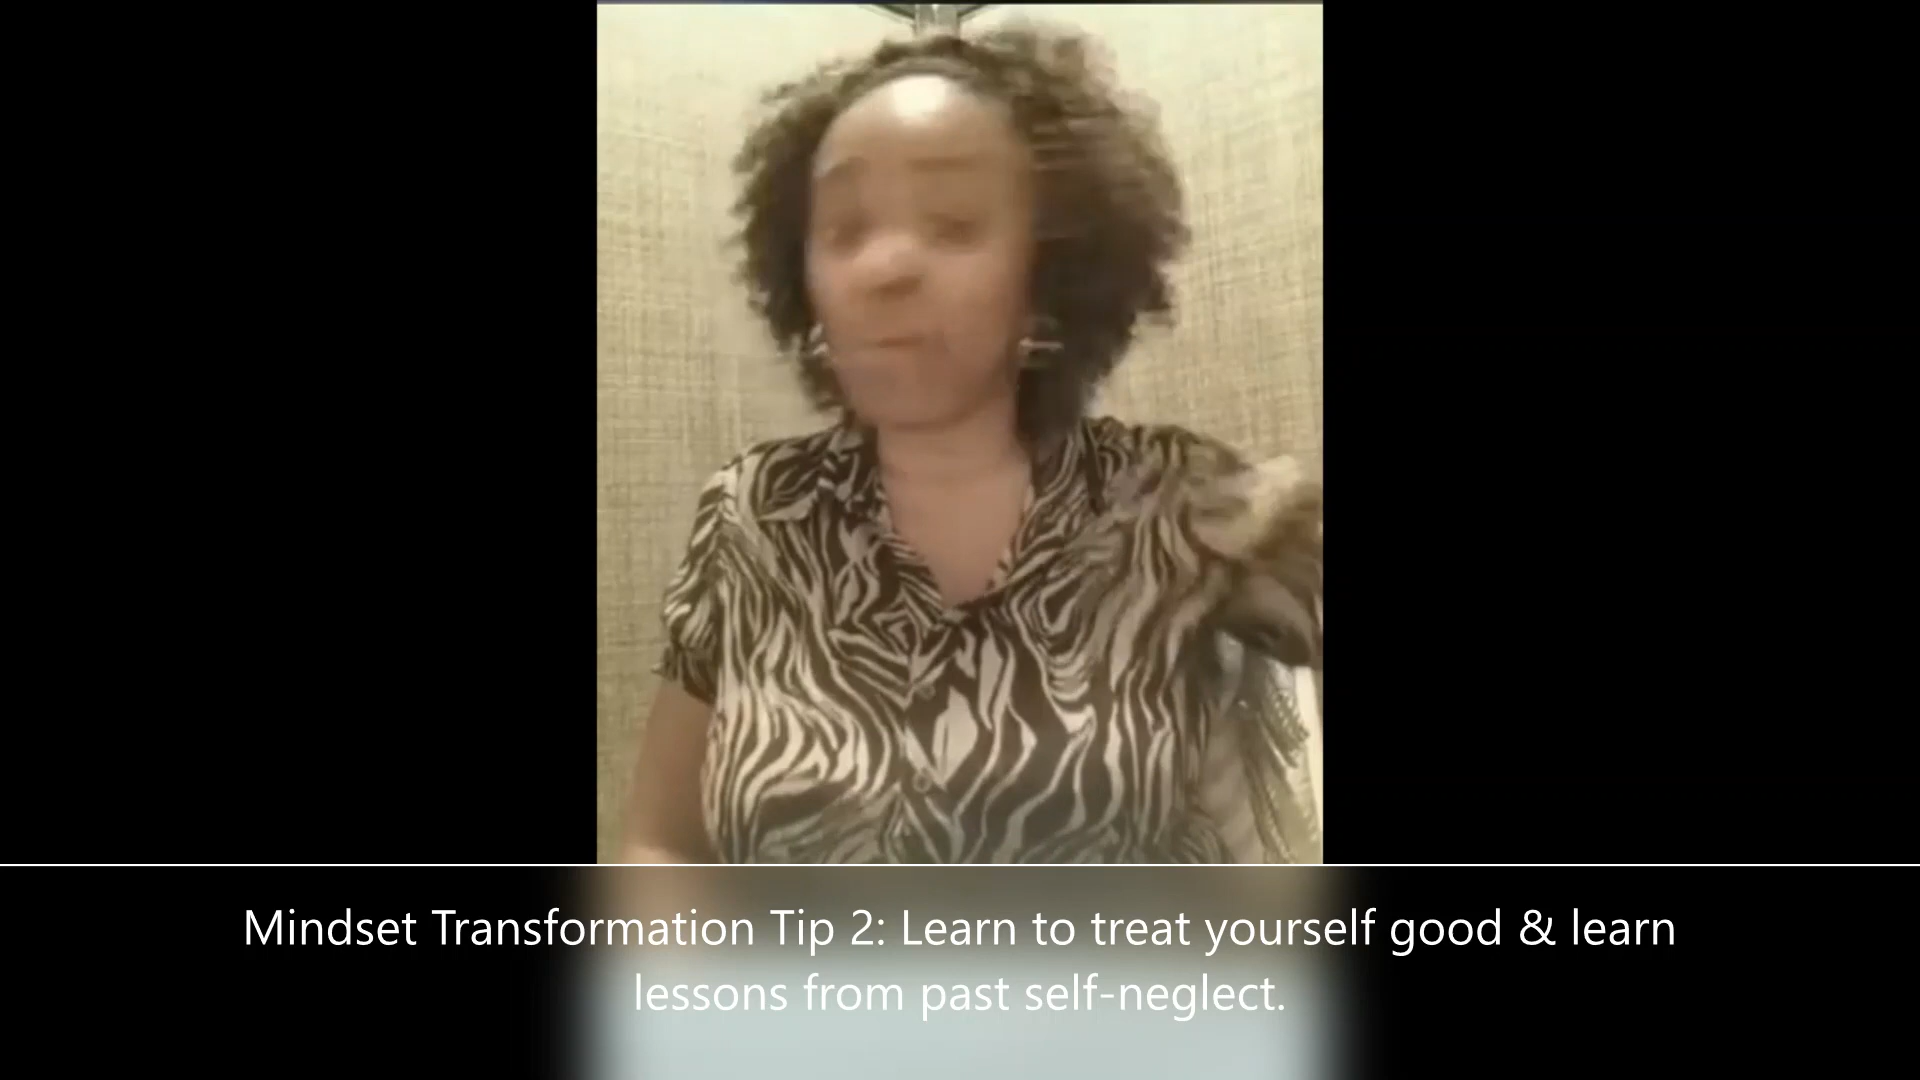 Mindset Transformation Tip 2: Learn to treat yourself good & learn
lessons from past self-neglect.